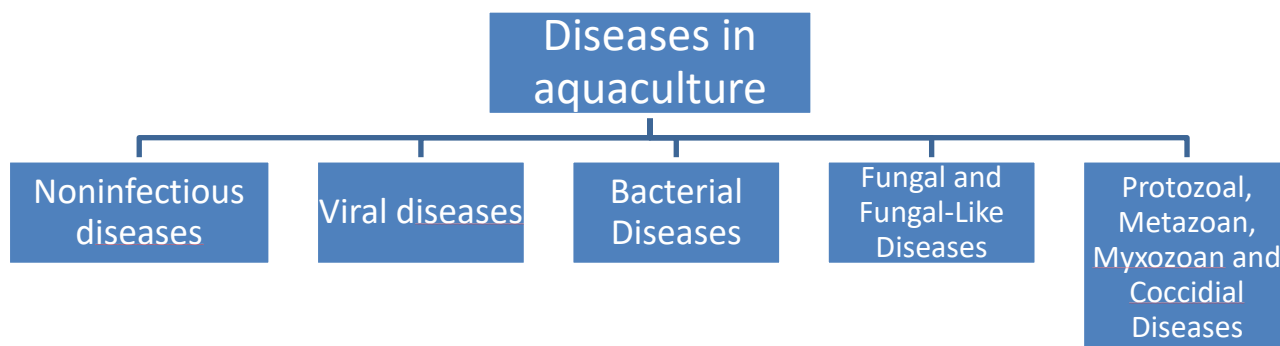 Diseases in
aquaculture
Noninfectious
diseases
Viral diseases
Bacterial
Diseases
Fungal and
Fungal-Like
Diseases
Protozoal,
Metazoan,
Myxozoan and
Coccidial
Diseases